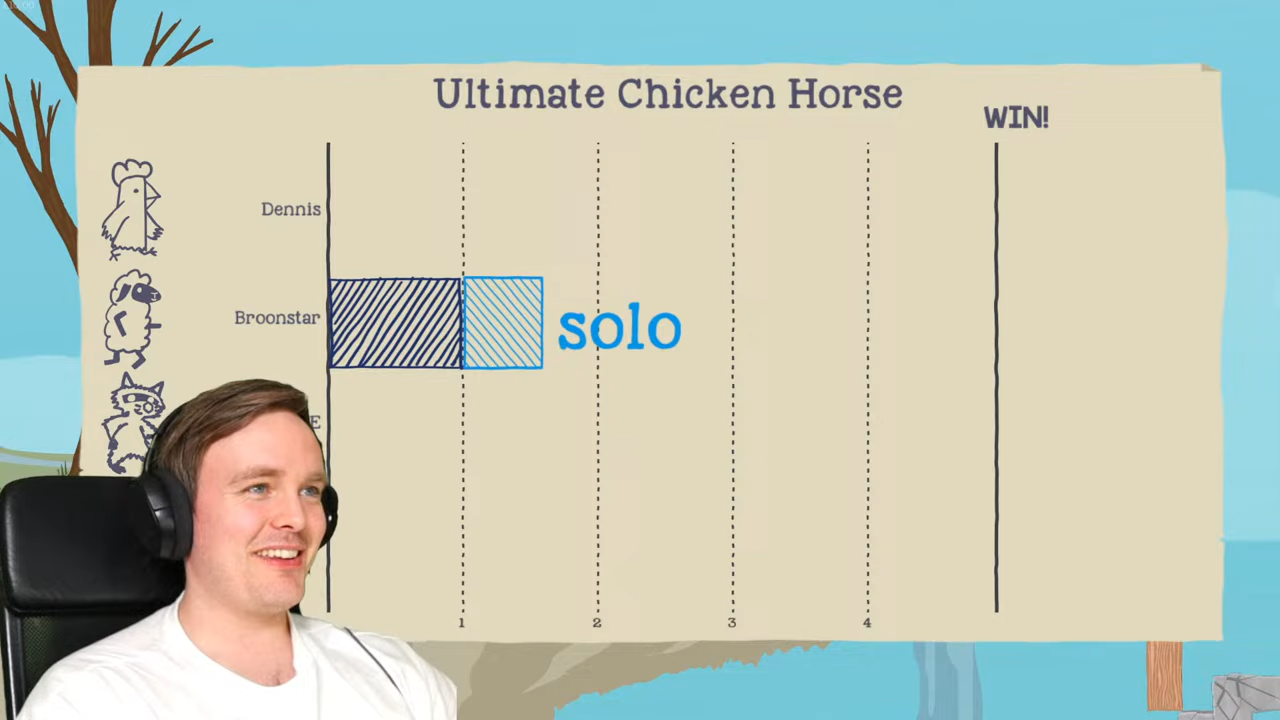 Ultimate Chicken Horse
WIN!
Dennis
Broonstar
solo
E
1 2 3 4